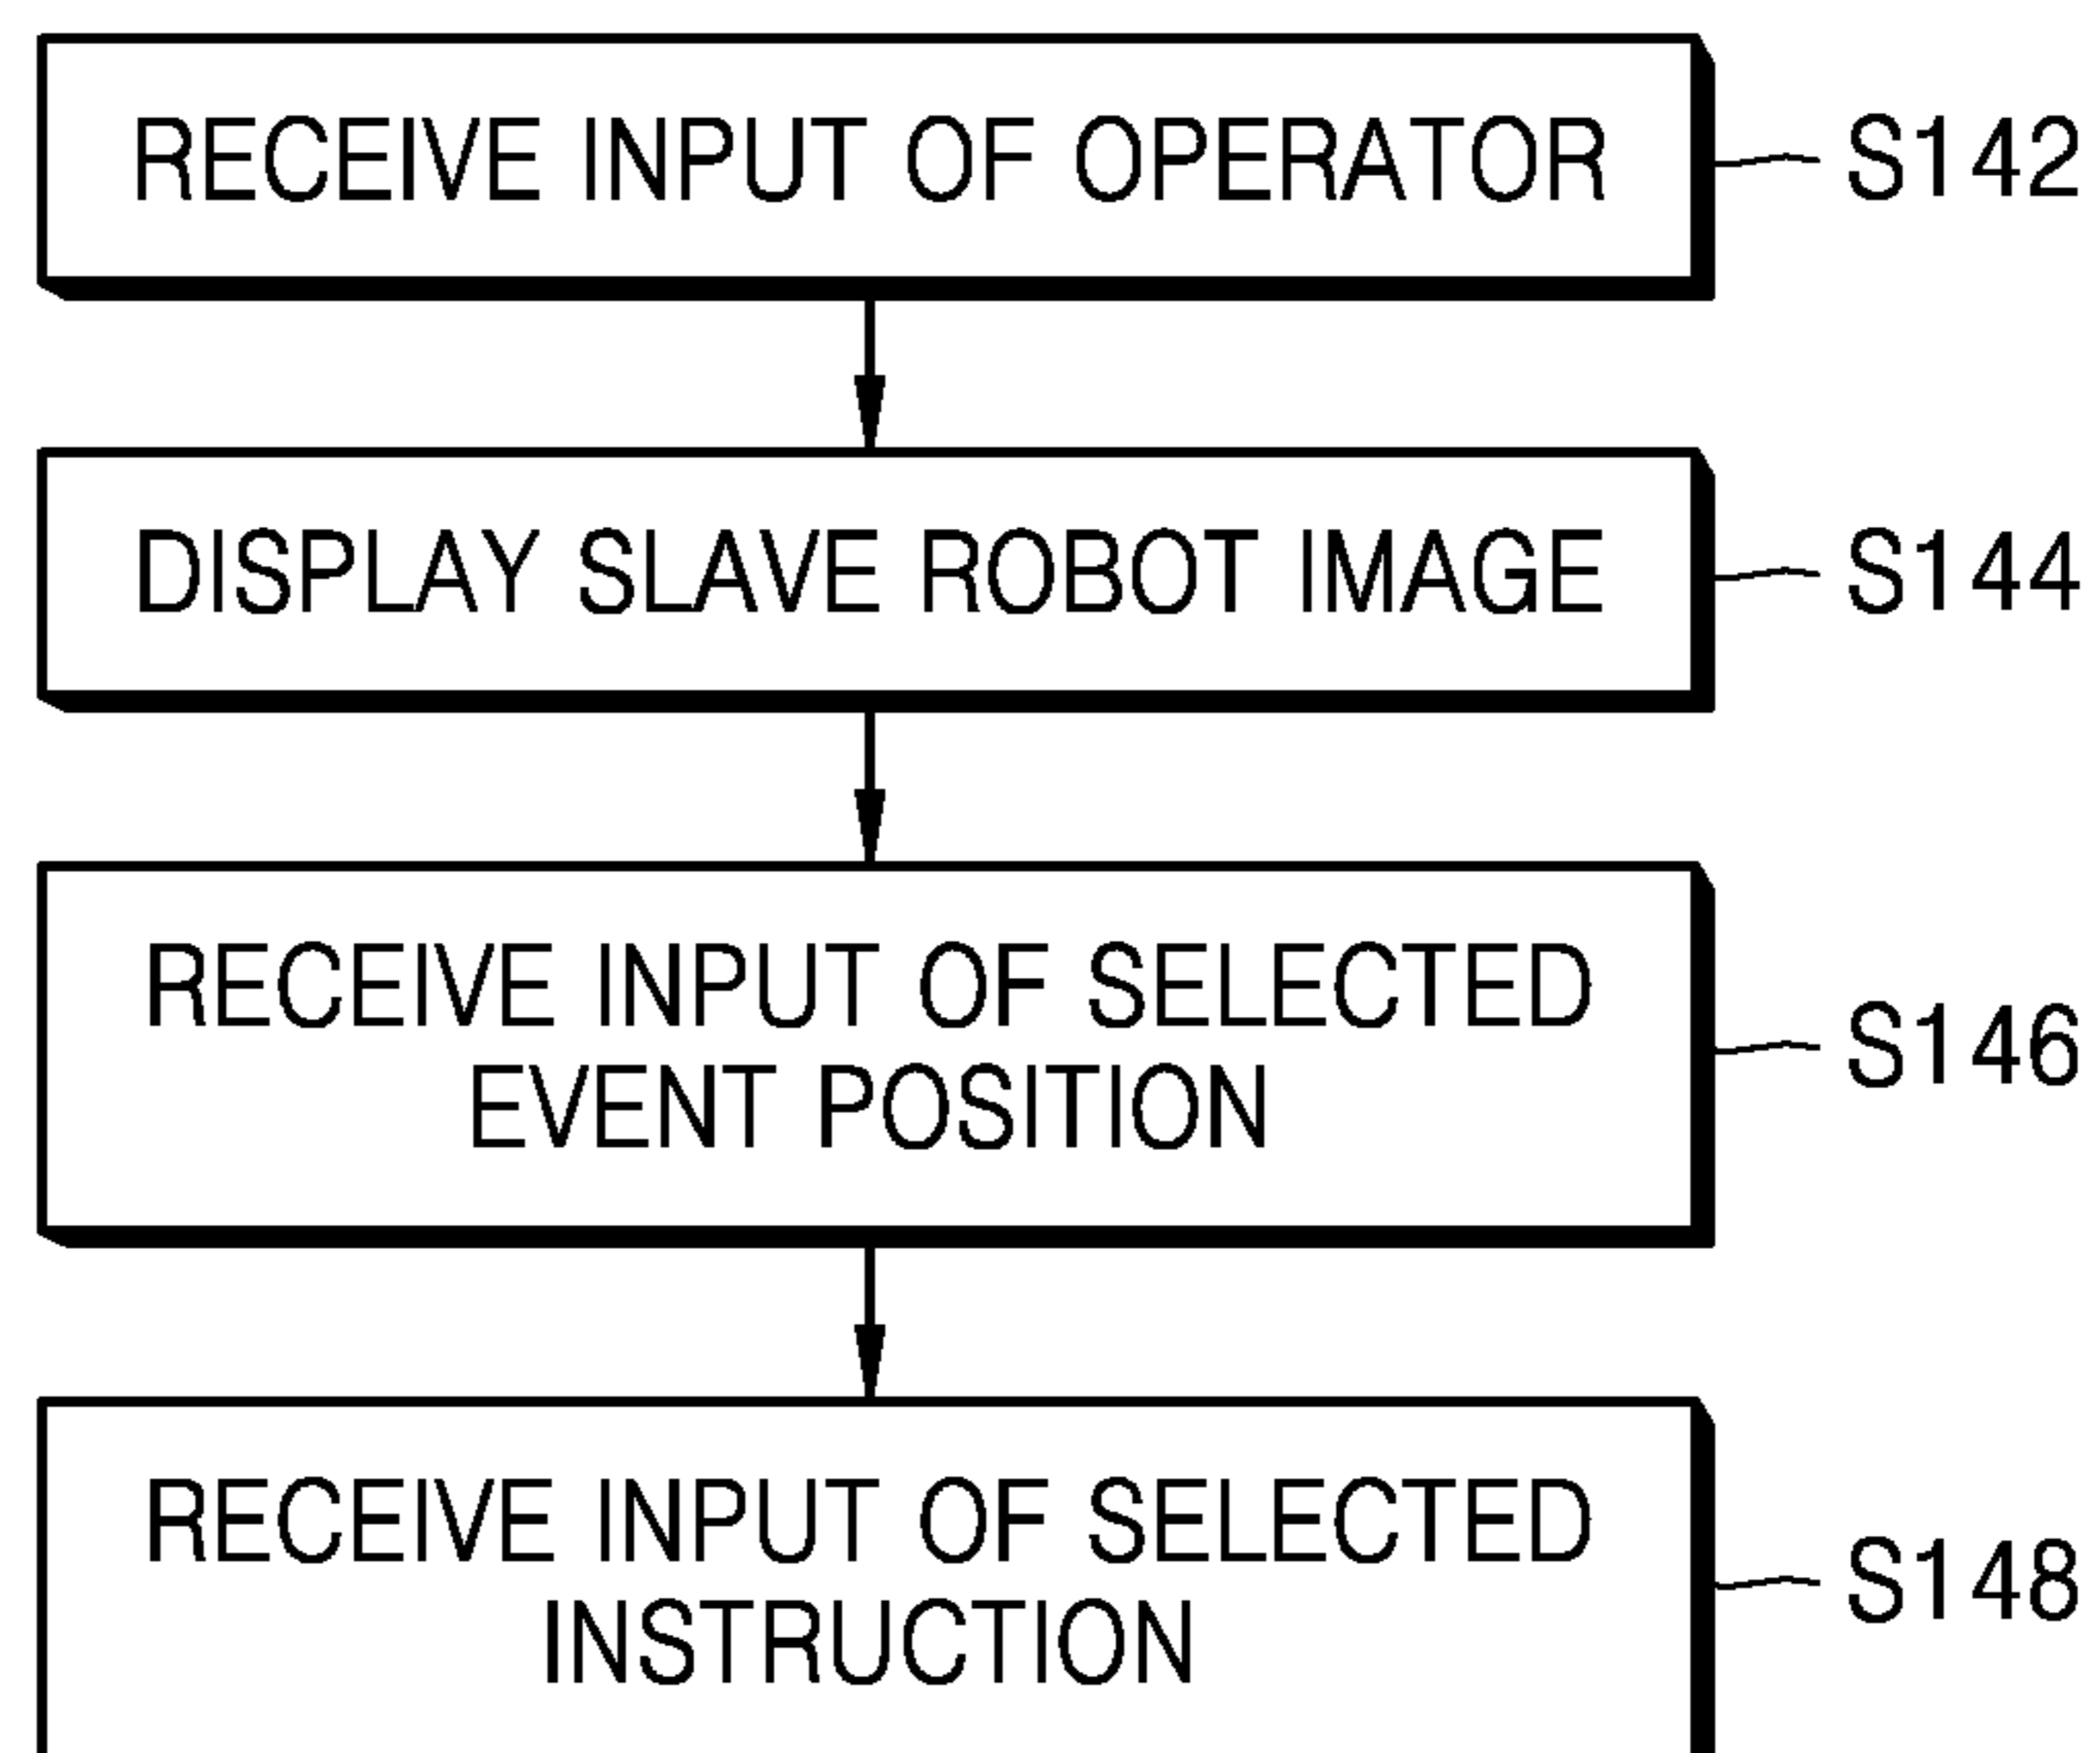 RECEIVE INPUT OF OPERATOR
S142
DISPLAY SLAVE ROBOT IMAGE
S144
RECEIVE INPUT OF SELECTED
EVENT POSITION
S146
RECEIVE INPUT OF SELECTED
INSTRUCTION
S148